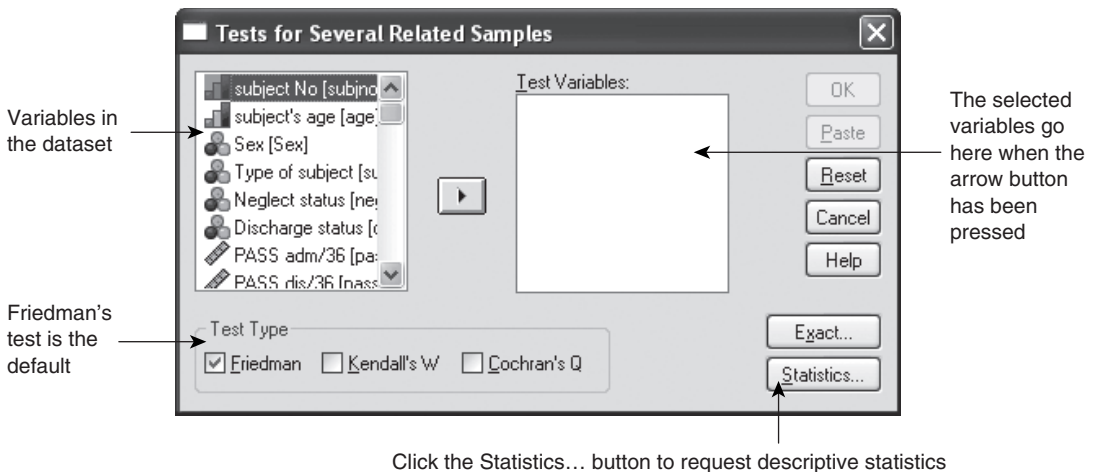 Tests for Several Related Samples
Variables in
the dataset
subject No [subjno
subject's age [age]
Sex [Sex]
Type of subject [su
Neglect status [neg
Discharge status [d
PASS adm/36 [pas
PASS dis/36 [pass
Test Variables:
OK
Paste
Reset
Cancel
Help
The selected
variables go
here when the
arrow button
has been
pressed
Friedman's
test is the
default
Test Type
Friedman Kendall's W Cochran's Q
Exact...
Statistics...
Click the Statistics… button to request descriptive statistics